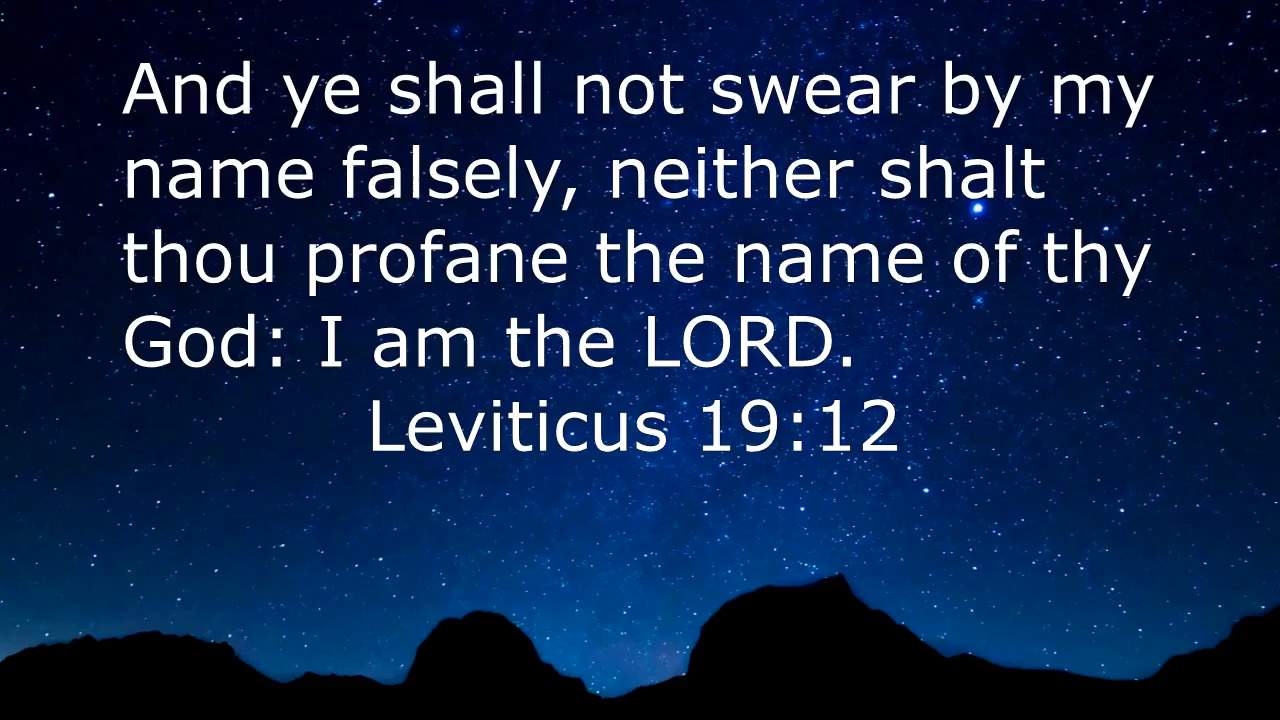 And ye shall not swear by my
name falsely, neither shalt
thou profane the name of thy
God: I am the LORD.
Leviticus 19:12